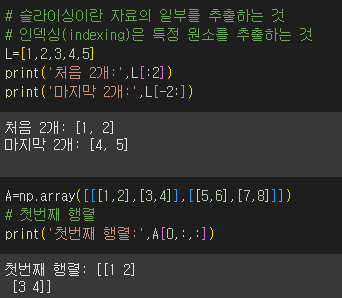 # 슬라이싱이란 자료의 일부를 추출하는 것
# 인덱싱(indexing)은 특정 원소를 추출하는 것
L=[1,2,3,4,5]
print('처음 2개:',L[:2])
print('마지막 2개:',L[-2:])
처음 2개: [1, 2]
마지막 2개: [4, 5]
A=np.array([[[1,2],[3,4]],[[5,6],[7,8]]])
# 첫번째 행렬
print('첫번째 행렬:',A[0,:,:])
첫번째 행렬: [[1 2]
 [3 4]]